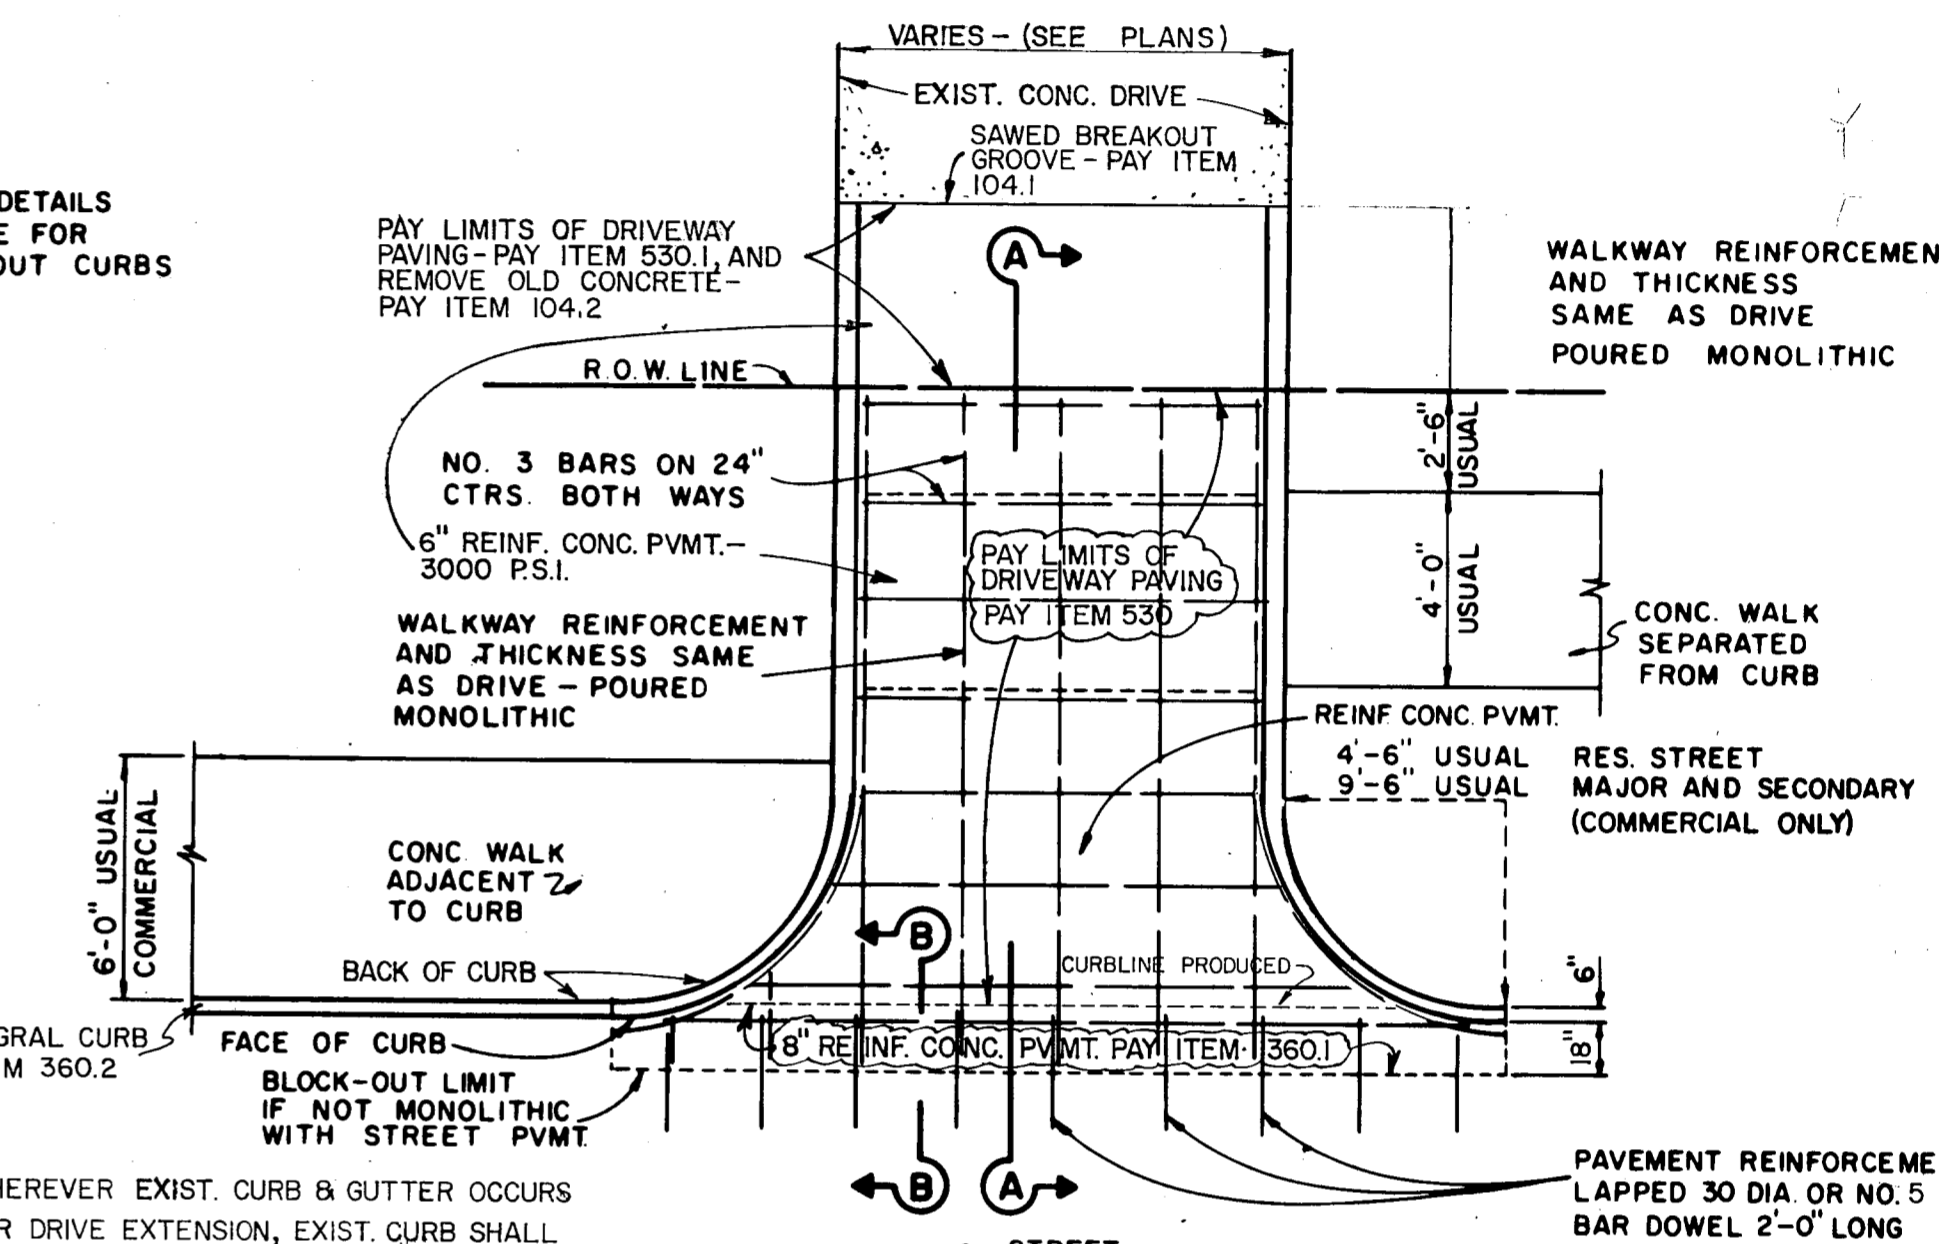 VARIES - (SEE PLANS)
EXIST. CONC. DRIVE
SAWED BREAKOUT
GROOVE - PAY ITEM
104.1
DETAILS
E FOR
OUT CURBS
PAY LIMITS OF DRIVEWAY
PAVING-PAY ITEM 530.1, AND
REMOVE OLD CONCRETE-
PAY ITEM 104.2
A
WALKWAY REINFORCEMEN
AND THICKNESS
SAME AS DRIVE
POURED MONOLITHIC
R.O.W. LINE
2'-6"
USUAL
NO. 3 BARS ON 24"
CTRS. BOTH WAYS
6" REINF. CONC. PVMT.-
3000 P.S.I.
PAY LIMITS OF
DRIVEWAY PAVING
PAY ITEM 530
4'-0"
USUAL
WALKWAY REINFORCEMENT
AND THICKNESS SAME
AS DRIVE - POURED
MONOLITHIC
CONC. WALK
SEPARATED
FROM CURB
REINF. CONC. PVMT.
4'-6" USUAL RES. STREET
9'-6" USUAL MAJOR AND SECONDARY
(COMMERCIAL ONLY)
6'-0" USUAL
COMMERCIAL
CONC. WALK
ADJACENT
TO CURB
B
BACK OF CURB
CURBLINE PRODUCED
6"
18"
GRAL CURB
M 360.2
FACE OF CURB
8" REINF. CONC. PVMT. PAY ITEM 360.1
BLOCK-OUT LIMIT
IF NOT MONOLITHIC
WITH STREET PVMT.
B
A
PAVEMENT REINFORCEME
LAPPED 30 DIA. OR NO. 5
BAR DOWEL 2'-0" LONG
HEREVER EXIST. CURB & GUTTER OCCURS
R DRIVE EXTENSION, EXIST. CURB SHALL
STREET